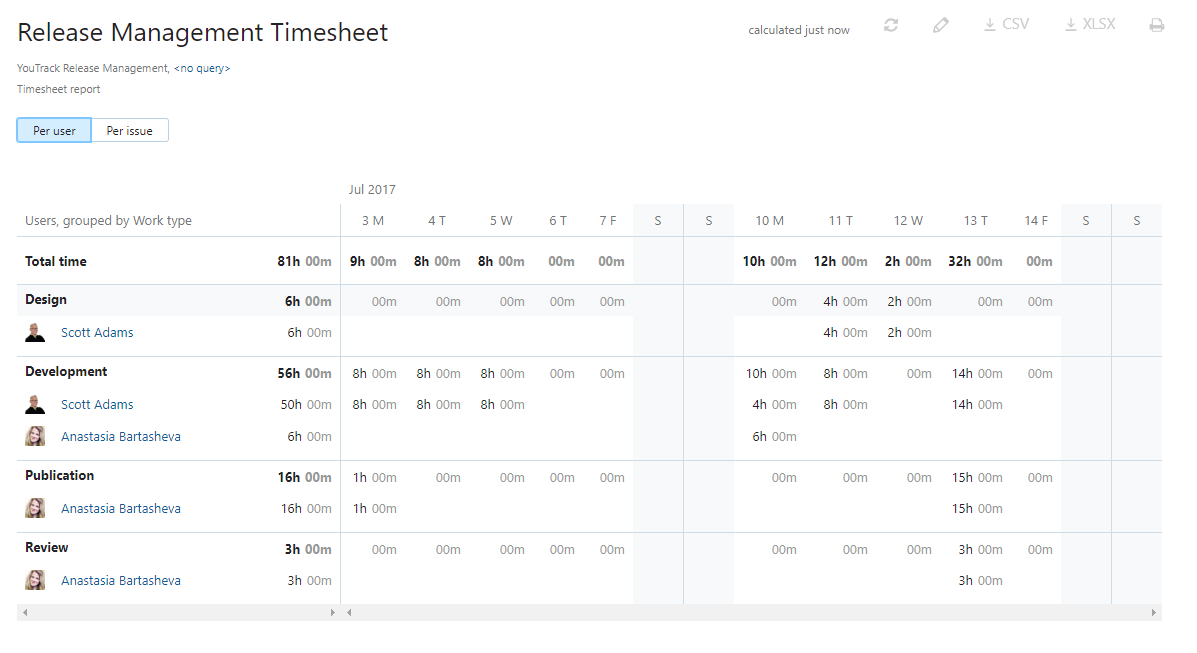 Release Management Timesheet
calculated just now CSV XLSX
YouTrack Release Management, <no query>
Timesheet report
Per user Per issue
Jul 2017
Users, grouped by Work type 3 M 4 T 5 W 6 T 7 F S S 10 M 11 T 12 W 13 T 14 F S S
Total time 81h 00m 9h 00m 8h 00m 8h 00m 00m 00m 10h 00m 12h 00m 2h 00m 32h 00m 00m
Design 6h 00m 00m 00m 00m 00m 00m 00m 4h 00m 2h 00m 00m 00m
Scott Adams 6h 00m 4h 00m 2h 00m
Development 56h 00m 8h 00m 8h 00m 8h 00m 00m 00m 10h 00m 8h 00m 00m 14h 00m 00m
Scott Adams 50h 00m 8h 00m 8h 00m 8h 00m 4h 00m 8h 00m 14h 00m
Anastasia Bartasheva 6h 00m 6h 00m
Publication 16h 00m 1h 00m 00m 00m 00m 00m 00m 00m 00m 15h 00m 00m
Anastasia Bartasheva 16h 00m 1h 00m 15h 00m
Review 3h 00m 00m 00m 00m 00m 00m 00m 00m 00m 3h 00m 00m
Anastasia Bartasheva 3h 00m 3h 00m